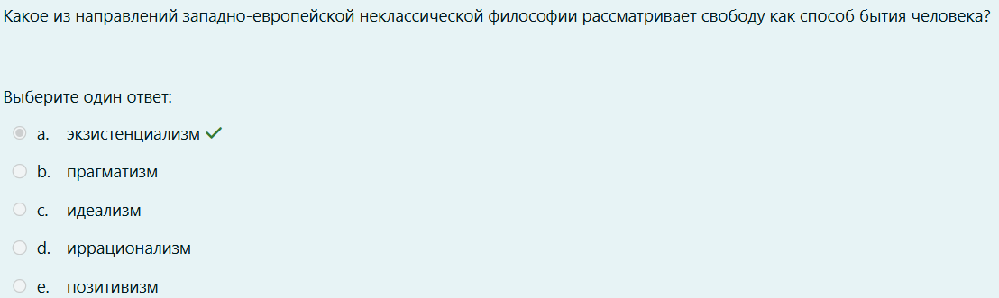 Какое из направлений западно-европейской неклассической философии рассматривает свободу как способ бытия человека?
Выберите один ответ:
a. экзистенциализм
b. прагматизм
c. идеализм
d. иррационализм
e. позитивизм